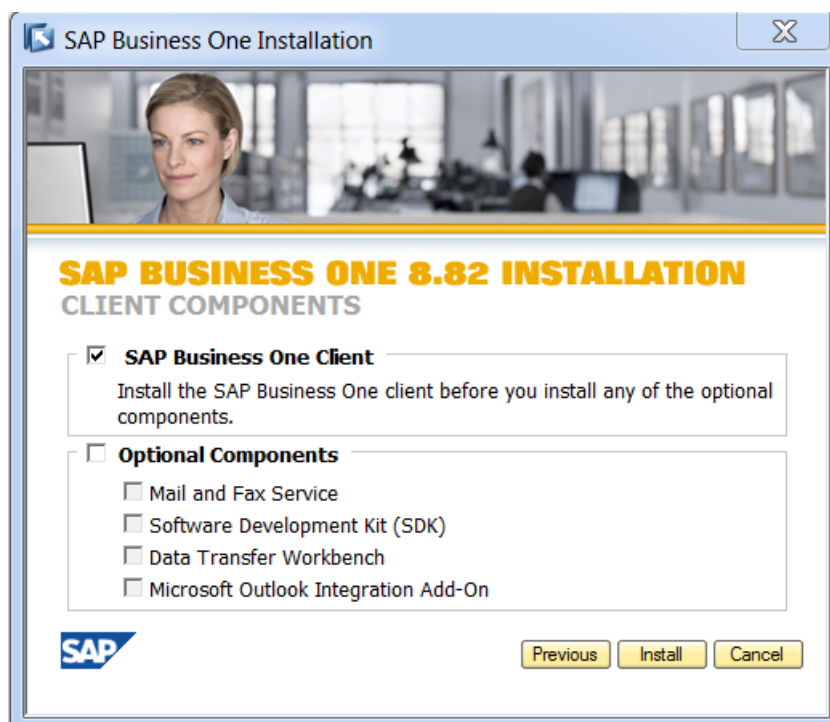 SAP Business One Installation
SAP BUSINESS ONE 8.82 INSTALLATION
CLIENT COMPONENTS
SAP Business One Client
Install the SAP Business One client before you install any of the optional
components.
Optional Components
Mail and Fax Service
Software Development Kit (SDK)
Data Transfer Workbench
Microsoft Outlook Integration Add-On
SAP Previous Install Cancel